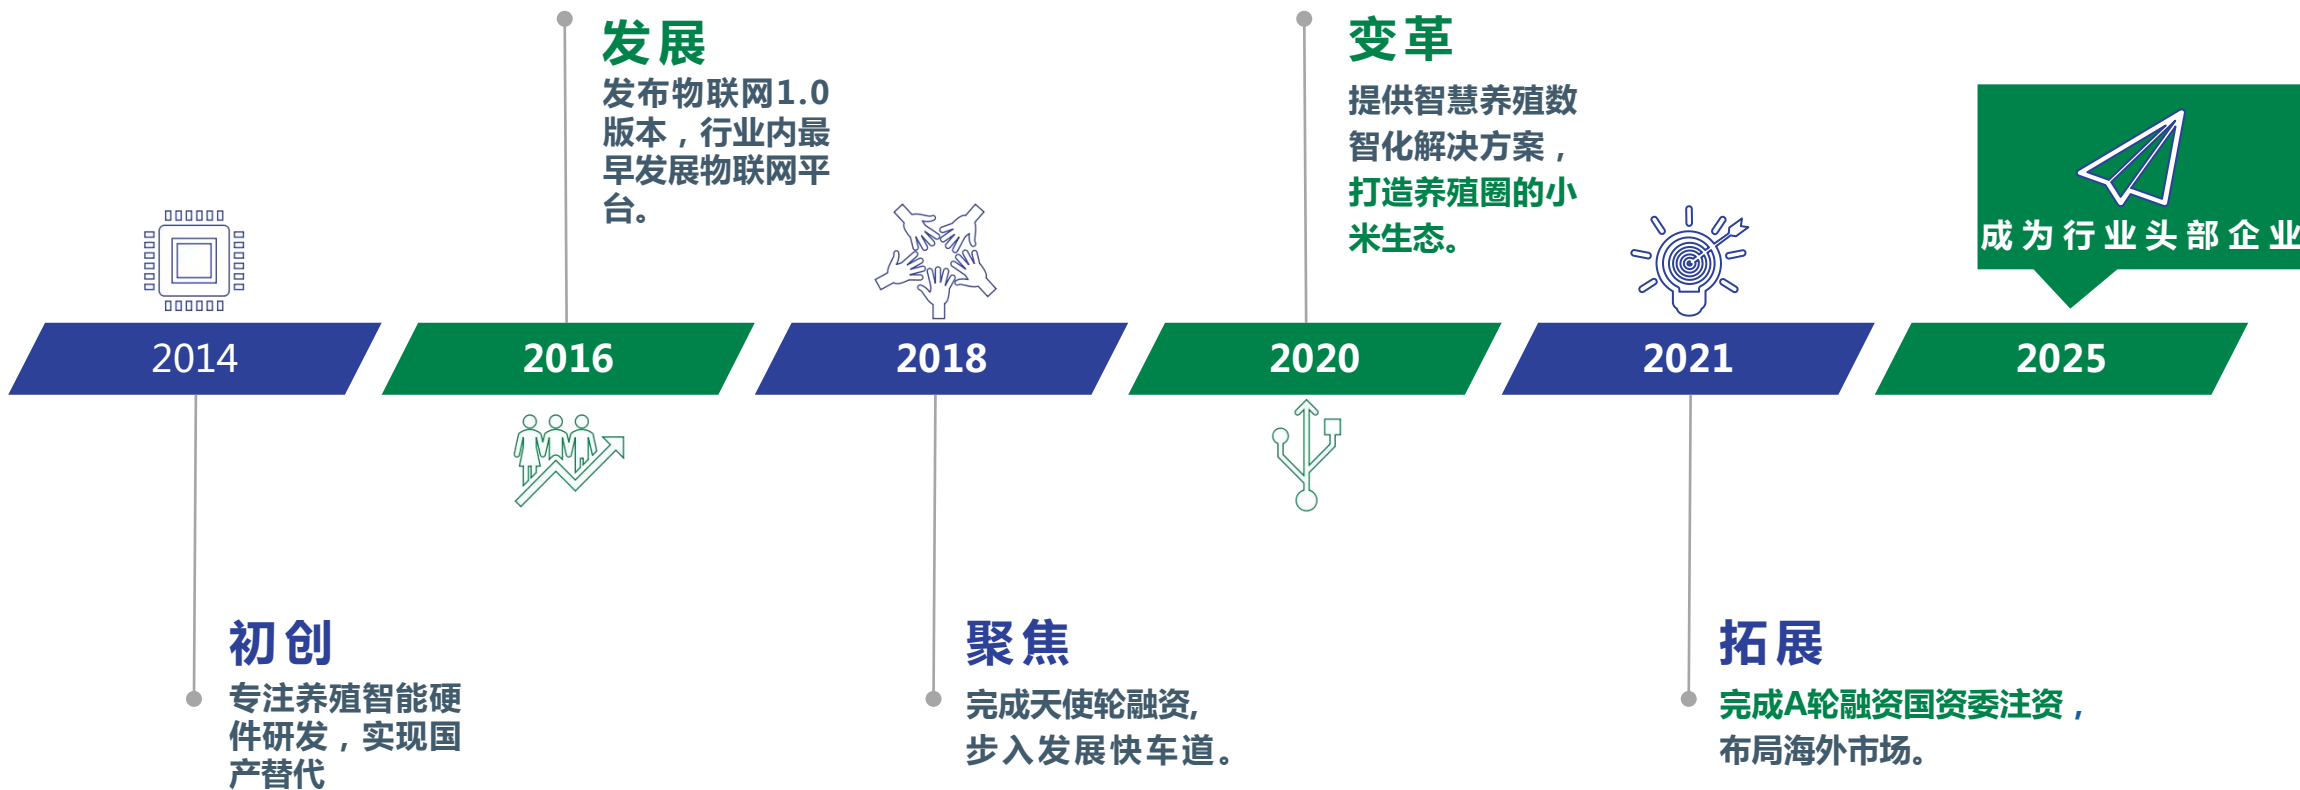 发展
发布物联网1.0
版本，行业内最
早发展物联网平
台。
变革
提供智慧养殖数
智化解决方案，
打造养殖圈的小
米生态。
成为行业头部企业
2014
2016
2018
2020
2021
2025
初创
专注养殖智能硬
件研发，实现国
产替代
聚焦
完成天使轮融资,
步入发展快车道。
拓展
完成A轮融资国资委注资，
布局海外市场。